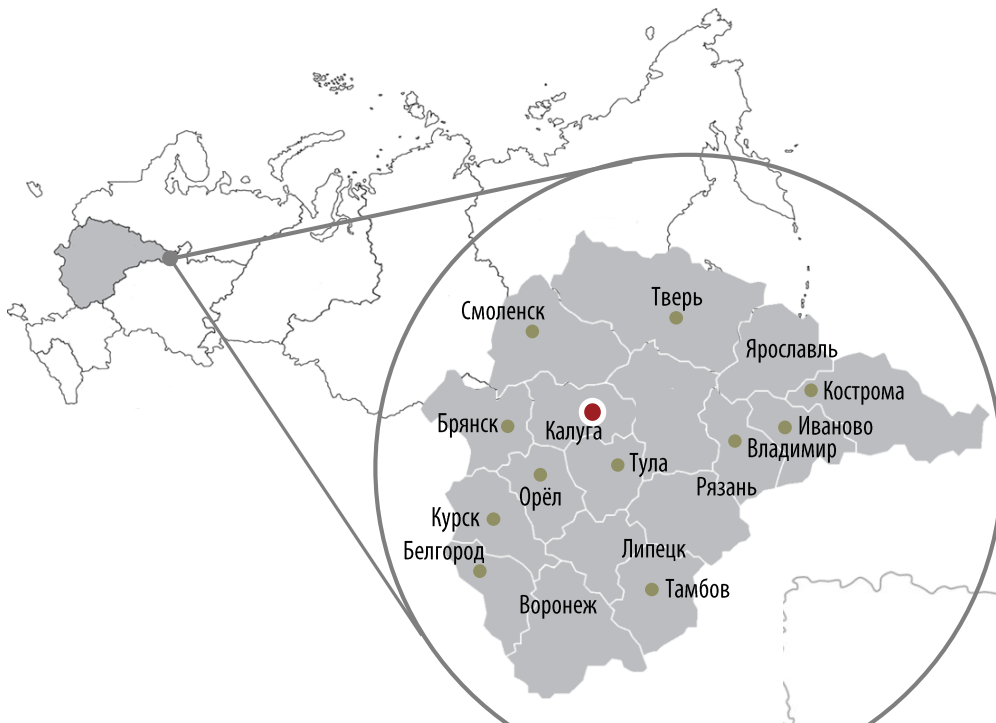 Тверь
Смоленск
Ярославль
Кострома
Брянск
Калуга
Иваново
Владимир
Тула
Рязань
Орёл
Курск
Белгород
Липецк
Тамбов
Воронеж